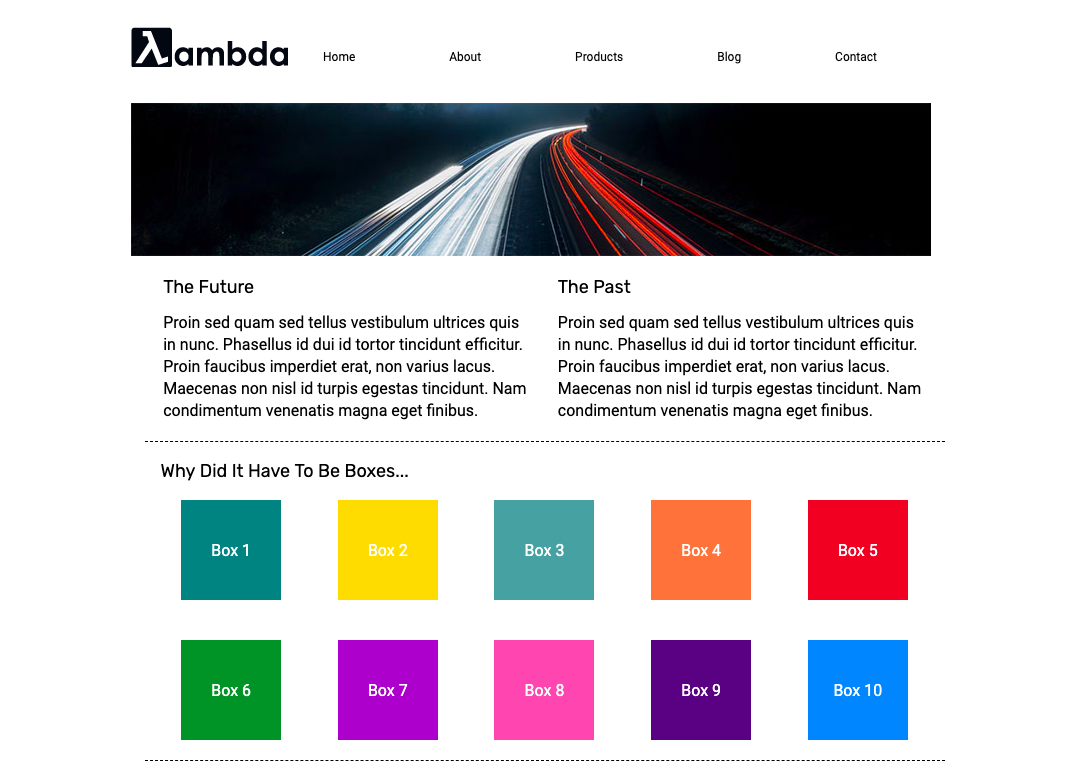 λambda
Home About Products Blog Contact
The Future
Proin sed quam sed tellus vestibulum ultrices quis
in nunc. Phasellus id dui id tortor tincidunt efficitur.
Proin faucibus imperdiet erat, non varius lacus.
Maecenas non nisl id turpis egestas tincidunt. Nam
condimentum venenatis magna eget finibus.
The Past
Proin sed quam sed tellus vestibulum ultrices quis
in nunc. Phasellus id dui id tortor tincidunt efficitur.
Proin faucibus imperdiet erat, non varius lacus.
Maecenas non nisl id turpis egestas tincidunt. Nam
condimentum venenatis magna eget finibus.
Why Did It Have To Be Boxes...
Box 1 Box 2 Box 3 Box 4 Box 5
Box 6 Box 7 Box 8 Box 9 Box 10